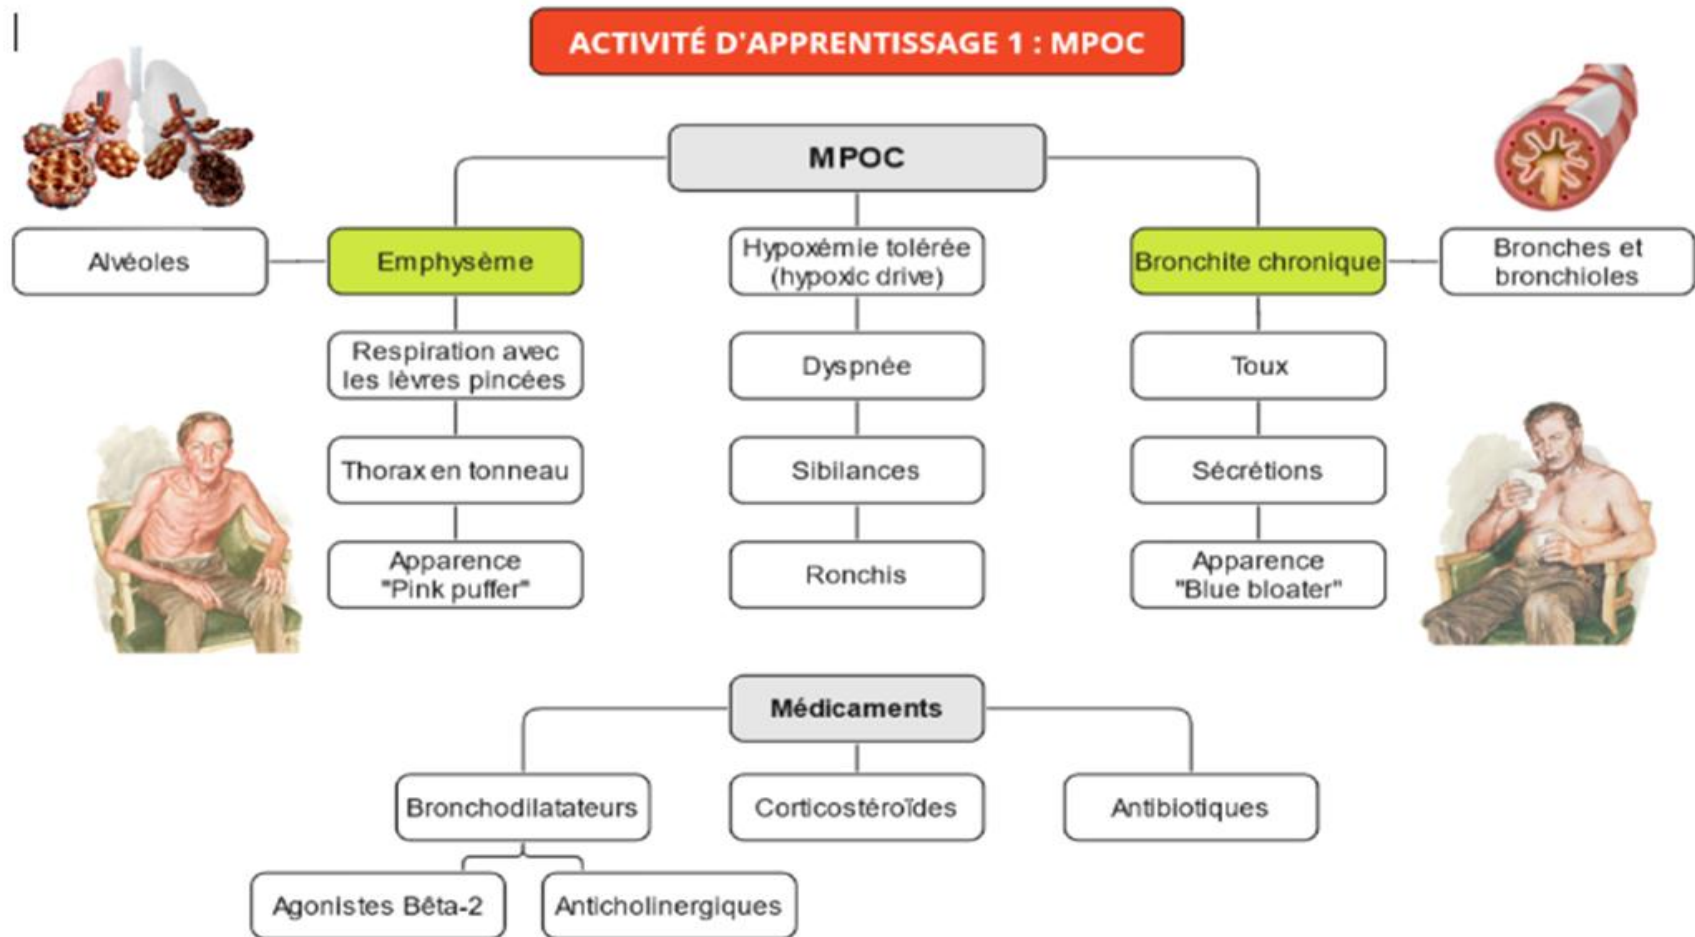 ACTIVITÉ D'APPRENTISSAGE 1 : MPOC
MPOC
Alvéoles
Emphysème
Hypoxémie tolérée
(hypoxic drive)
Bronchite chronique
Bronches et
bronchioles
Respiration avec
les lèvres pincées
Dyspnée
Toux
Thorax en tonneau
Sibilances
Sécrétions
Apparence
"Pink puffer"
Ronchis
Apparence
"Blue bloater"
Médicaments
Bronchodilatateurs
Corticostéroïdes
Antibiotiques
Agonistes Bêta-2
Anticholinergiques